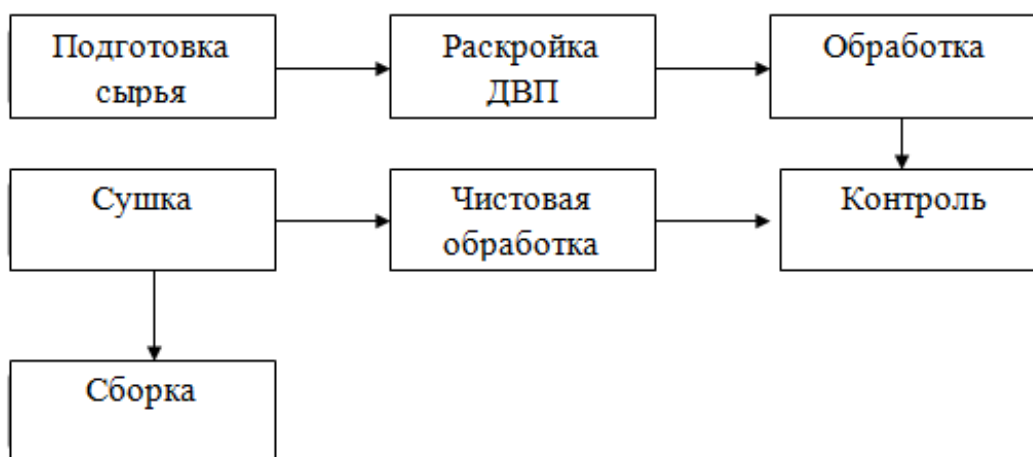 Подготовка
сырья
Раскройка
ДВП
Обработка
Сушка
Чистовая
обработка
Контроль
Сборка